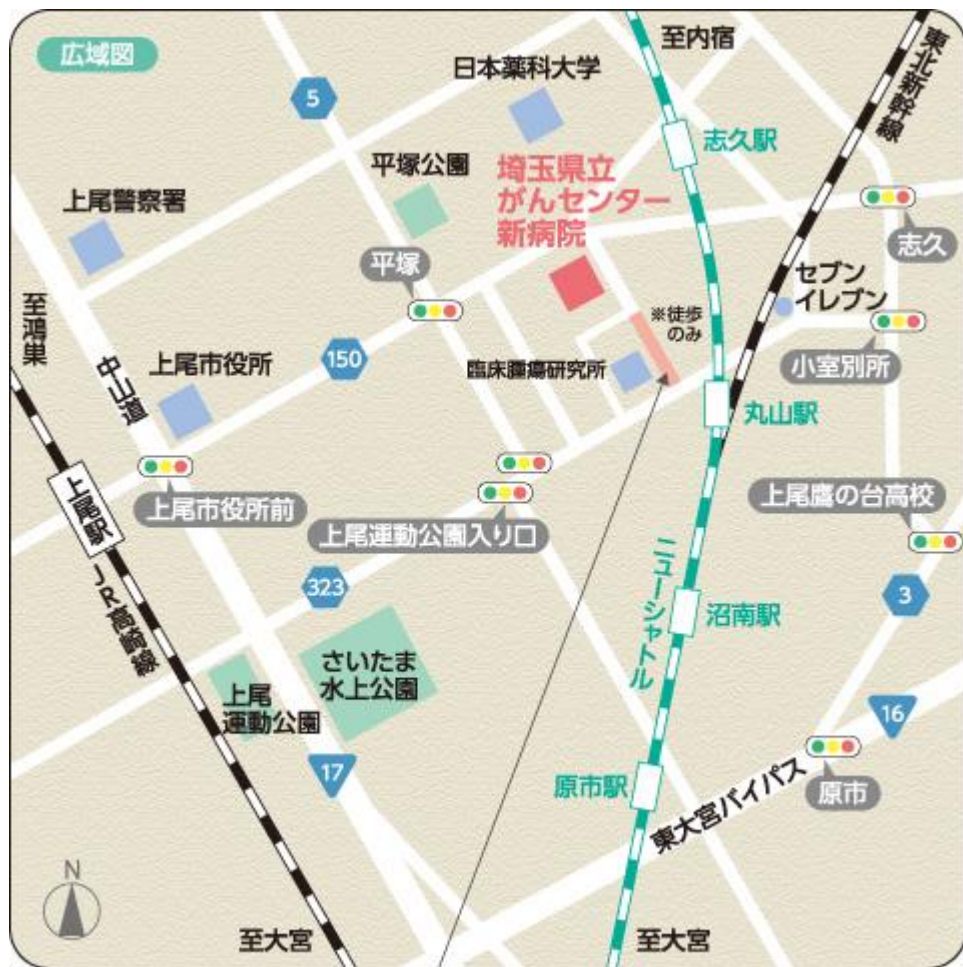 広域図
至内宿
東北新幹線
日本薬科大学
5
志久駅
平塚公園
埼玉県立
がんセンター
新病院
上尾警察署
志久
平塚
セブン
イレブン
至鴻巣
※徒歩
のみ
中山道
上尾市役所
150
臨床腫瘍研究所
小室別所
丸山駅
上尾駅
上尾市役所前
上尾運動公園入り口
上尾鷹の台高校
ニューシャトル
JR高崎線
323
3
沼南駅
さいたま
水上公園
上尾
運動公園
16
17
原市駅
東大宮バイパス
原市
N
至大宮
至大宮